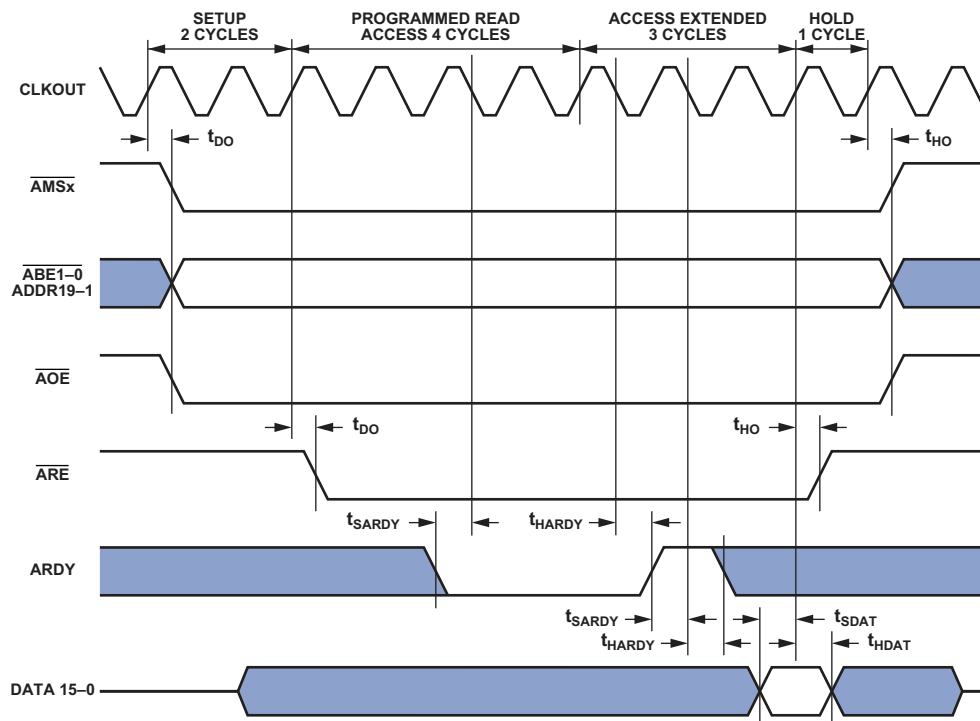 SETUP
2 CYCLES
PROGRAMMED READ
ACCESS 4 CYCLES
ACCESS EXTENDED
3 CYCLES
HOLD
1 CYCLE
CLKOUT
tDO
tHO
AMSx
ABE1–0
ADDR19–1
AOE
tDO
tHO
ARE
tSARDY
tHARDY
ARDY
tSARDY
tSDAT
tHARDY
tHDAT
DATA 15–0